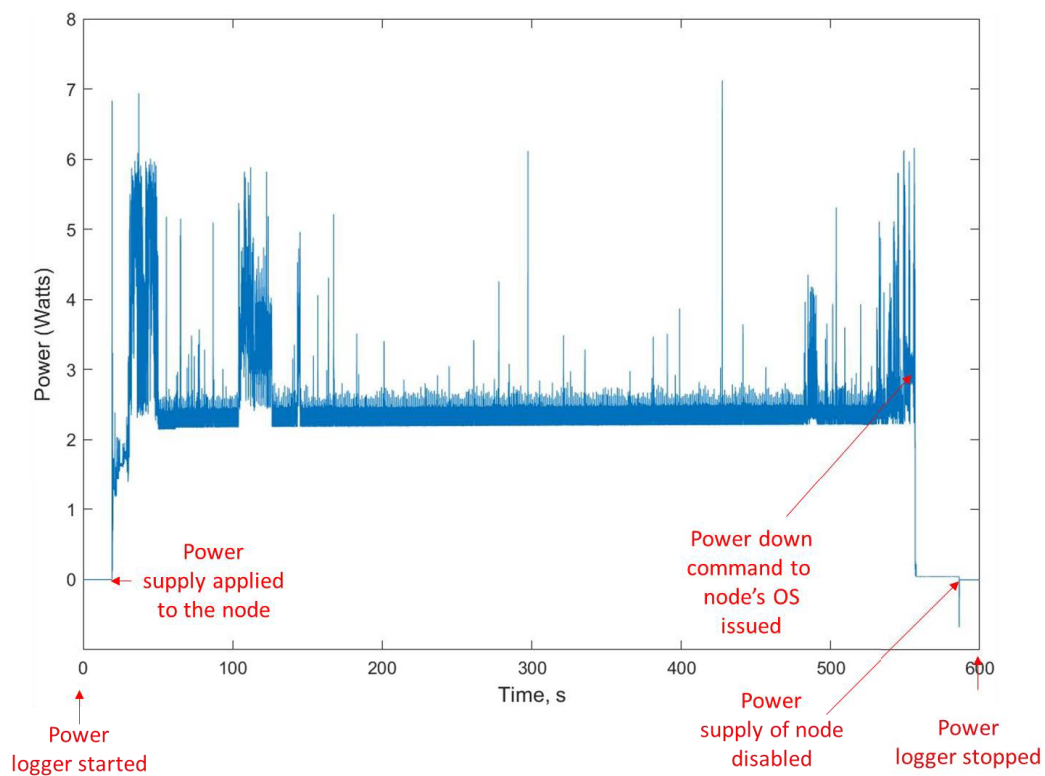 8
7
6
5
4
3
2
1
0
Power (Watts)
Power
supply applied
to the node
Power down
command to
node's OS
issued
0
100
200
300
400
500
600
Time, s
Power
logger started
Power
supply of node
disabled
Power
logger stopped